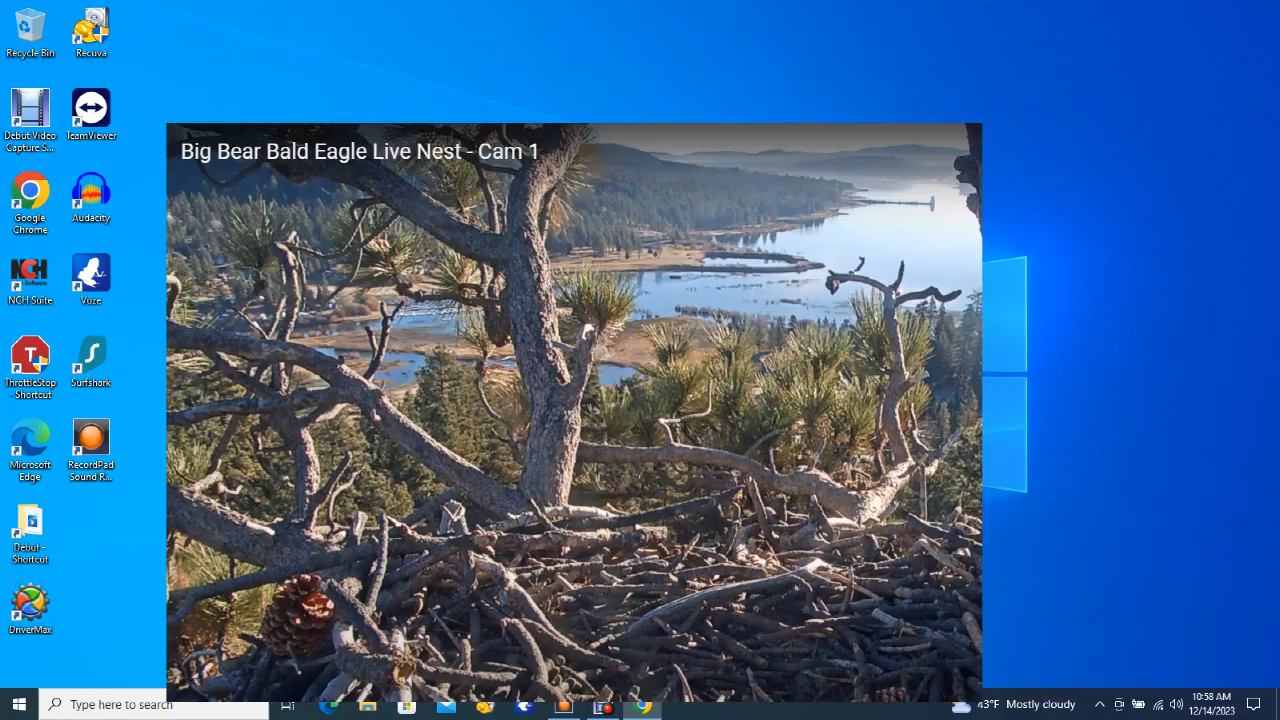 Recycle Bin
Recuva
Debut Video
Capture S...
TeamViewer
Google
Chrome
Audacity
NCH
Software
NCH Suite
Vuze
T
ThrottleStop
- Shortcut
Surfshark
Microsoft
Edge
RecordPad
Sound R...
Debut -
Shortcut
DriverMax
Big Bear Bald Eagle Live Nest - Cam 1
Type here to search
43°F Mostly cloudy
10:58 AM
12/14/2023